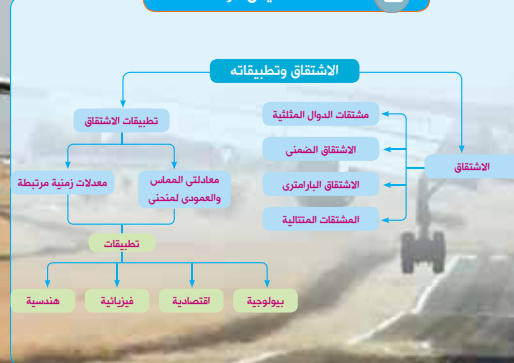 الاشتقاق وتطبيقاته
الاشتقاق
مشتقات الدوال المثلثية
الاشتقاق الضمنى
الاشتقاق البارامترى
المشتقات المتتالية
تطبيقات الاشتقاق
معادلتى المماس
والعمودى لمنحنى
معدلات زمنية مرتبطة
تطبيقات
بيولوجية
اقتصادية
فيزيائية
هندسية